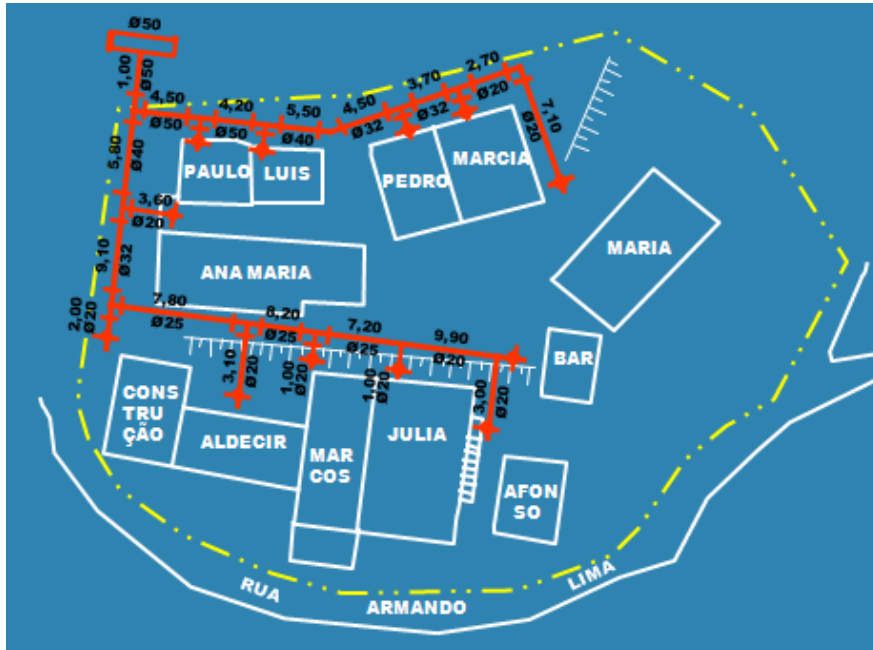 Ø50
1,00
Ø50
4,50
Ø50
4,20
Ø50
5,50
Ø40
4,50
Ø32
3,70
Ø32
2,70
Ø20
7,10
Ø20
5,80
Ø40
PAULO
LUIS
PEDRO
MARCIA
3,60
Ø20
MARIA
9,10
Ø32
ANA MARIA
2,00
Ø20
7,80
Ø25
8,20
Ø25
7,20
Ø25
9,90
Ø20
BAR
3,10
Ø20
1,00
Ø20
1,00
Ø20
3,00
Ø20
CONS
TRU
ÇÃO
ALDECIR
MAR
COS
JULIA
AFON
SO
RUA
ARMANDO
LIMA